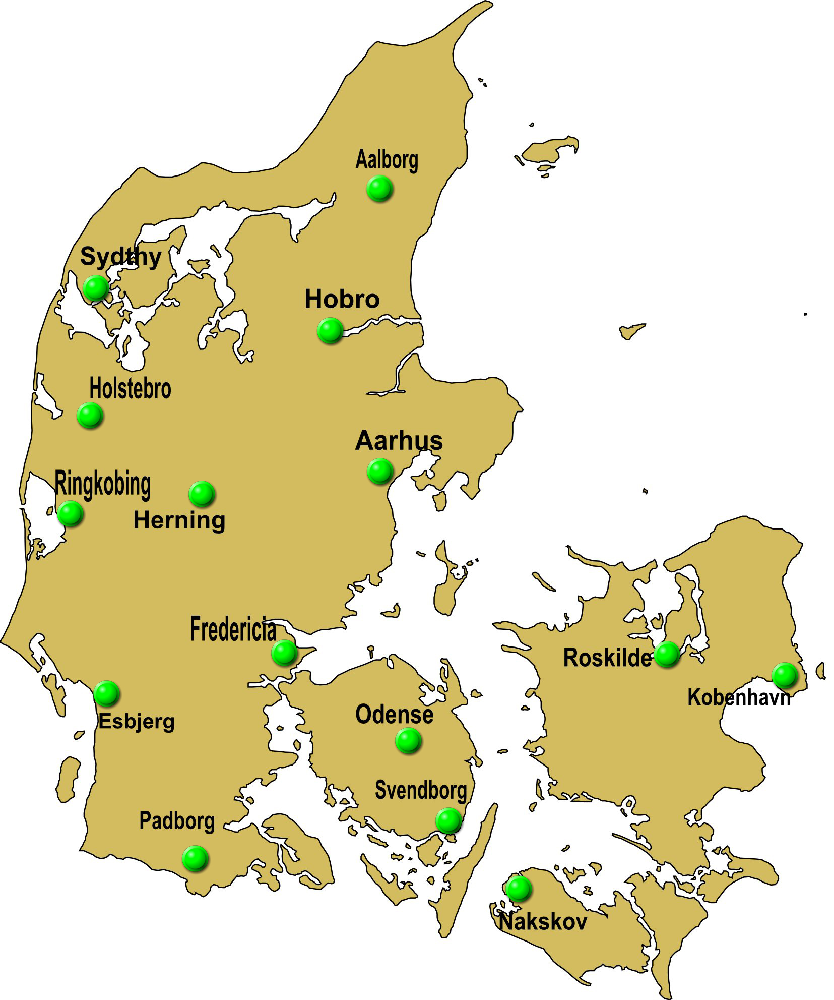 Aalborg
Sydthy
Hobro
Holstebro
Aarhus
Ringkobing
Herning
Fredericia
Roskilde
Kobenhavn
Odense
Esbjerg
Svendborg
Padborg
Nakskov